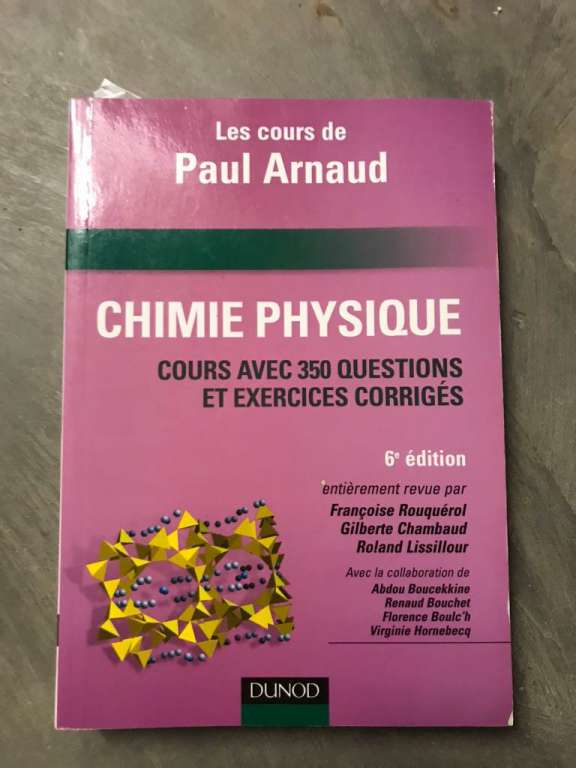 Les cours de
Paul Arnaud
CHIMIE PHYSIQUE
COURS AVEC 350 QUESTIONS
ET EXERCICES CORRIGÉS
6e édition
entièrement revue par
Françoise Rouquérol
Gilberte Chambaud
Roland Lissillour
Avec la collaboration de
Abdou Boucekkine
Renaud Bouchet
Florence Boulc'h
Virginie Hornebecq
DUNOD